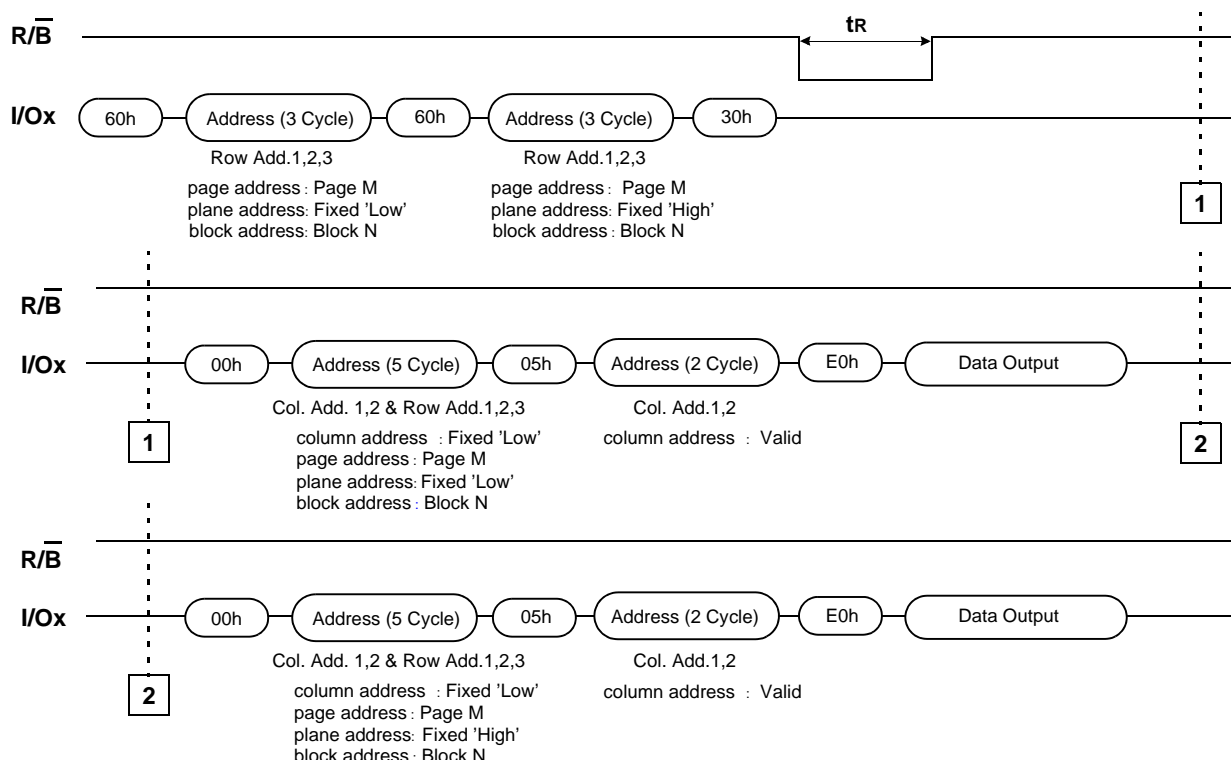 R/B tR
I/Ox 60h Address (3 Cycle) 60h Address (3 Cycle) 30h
Row Add.1,2,3 Row Add.1,2,3
page address : Page M page address : Page M
plane address: Fixed 'Low' plane address: Fixed 'High'
block address: Block N block address : Block N
1
R/B
I/Ox 00h Address (5 Cycle) 05h Address (2 Cycle) E0h Data Output
Col. Add. 1,2 & Row Add.1,2,3 Col. Add.1,2
column address : Fixed 'Low' column address : Valid
page address : Page M
plane address: Fixed 'Low'
block address : Block N
1 2
R/B
I/Ox 00h Address (5 Cycle) 05h Address (2 Cycle) E0h Data Output
Col. Add. 1,2 & Row Add.1,2,3 Col. Add.1,2
column address : Fixed 'Low' column address : Valid
page address : Page M
plane address: Fixed 'High'
block address : Block N
2